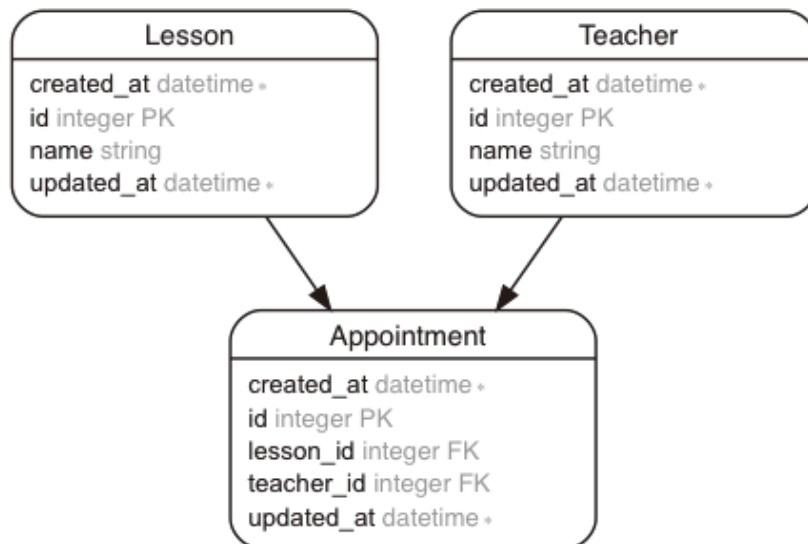 Lesson
created_at datetime *
id integer PK
name string
updated_at datetime *
Teacher
created_at datetime *
id integer PK
name string
updated_at datetime *
Appointment
created_at datetime *
id integer PK
lesson_id integer FK
teacher_id integer FK
updated_at datetime *